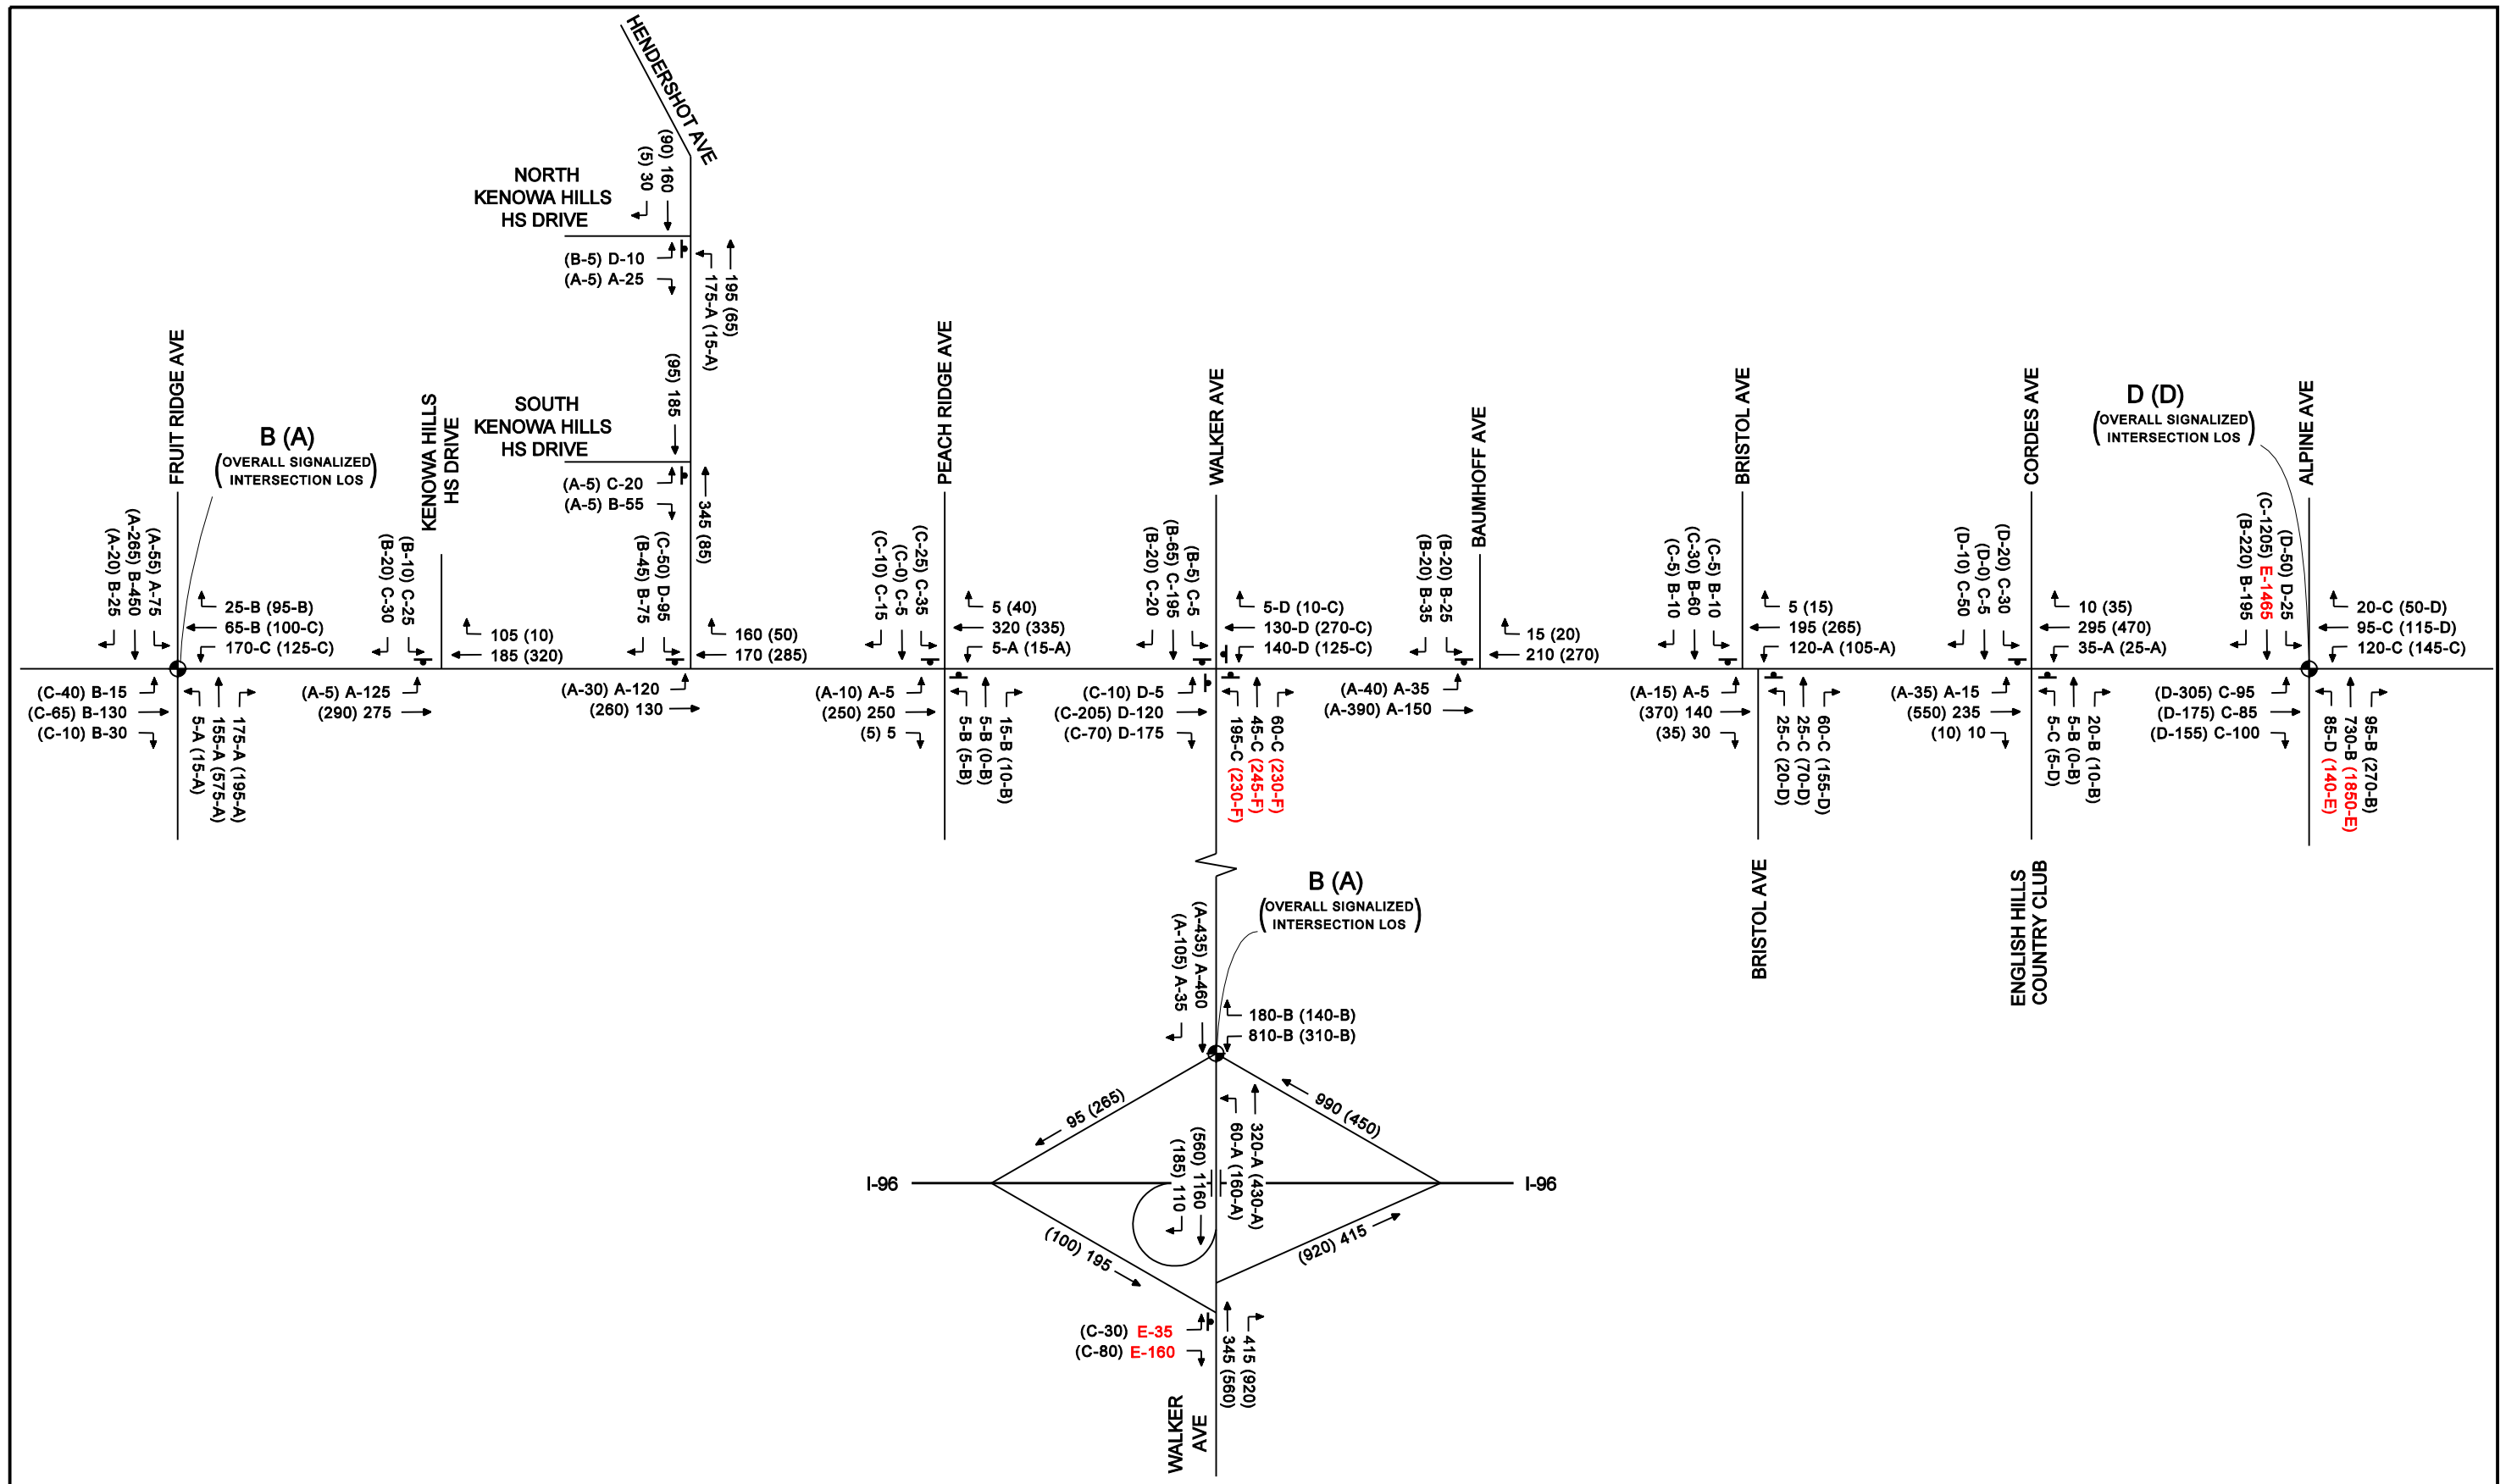 HENDERSHOT AVE
(90) 160
(5) 30
NORTH
KENOWA HILLS
HS DRIVE
(B-5) D-10
(A-5) A-25
195 (65)
175-A (15-A)
(95) 185
SOUTH
KENOWA HILLS
HS DRIVE
(A-5) C-20
(A-5) B-55
345 (85)
FRUIT RIDGE AVE
B (A)
(OVERALL SIGNALIZED
INTERSECTION LOS)
(A-55) A-75
(A-265) B-450
(A-20) B-25
25-B (95-B)
65-B (100-C)
170-C (125-C)
(C-40) B-15
(C-65) B-130
(C-10) B-30
175-A (195-A)
155-A (575-A)
5-A (15-A)
KENOWA HILLS
HS DRIVE
(B-10) C-25
(B-20) C-30
105 (10)
185 (320)
(A-5) A-125
(290) 275
(C-50) D-95
(B-45) B-75
160 (50)
170 (285)
(A-30) A-120
(260) 130
PEACH RIDGE AVE
(C-25) C-35
(C-0) C-5
(C-10) C-15
5 (40)
320 (335)
5-A (15-A)
(A-10) A-5
(250) 250
(5) 5
15-B (10-B)
5-B (0-B)
5-B (5-B)
WALKER AVE
(B-5) C-5
(B-65) C-195
(B-20) C-20
5-D (10-C)
130-D (270-C)
140-D (125-C)
(C-10) D-5
(C-205) D-120
(C-70) D-175
60-C (230-F)
45-C (245-F)
195-C (230-F)
BAUMHOFF AVE
(B-20) B-25
(B-20) B-35
15 (20)
210 (270)
(A-40) A-35
(A-390) A-150
BRISTOL AVE
(C-5) B-10
(C-30) B-60
(C-5) B-10
5 (15)
195 (265)
120-A (105-A)
(A-15) A-5
(370) 140
(35) 30
60-C (155-D)
25-C (70-D)
25-C (20-D)
BRISTOL AVE
CORDES AVE
(D-20) C-30
(D-0) C-5
(D-10) C-50
10 (35)
295 (470)
35-A (25-A)
(A-35) A-15
(550) 235
(10) 10
20-B (10-B)
5-B (0-B)
5-C (5-D)
ENGLISH HILLS
COUNTRY CLUB
D (D)
(OVERALL SIGNALIZED
INTERSECTION LOS)
ALPINE AVE
(D-50) D-25
(C-1205) E-1465
(B-220) B-195
20-C (50-D)
95-C (115-D)
120-C (145-C)
(D-305) C-95
(D-175) C-85
(D-155) C-100
95-B (270-B)
730-B (1850-E)
85-D (140-E)
B (A)
(OVERALL SIGNALIZED
INTERSECTION LOS)
(A-435) A-460
(A-105) A-35
180-B (140-B)
810-B (310-B)
95 (265)
990 (450)
320-A (430-A)
60-A (160-A)
(560) 1160
(185) 110
I-96
I-96
(100) 195
(920) 415
(C-30) E-35
(C-80) E-160
415 (920)
345 (560)
WALKER
AVE